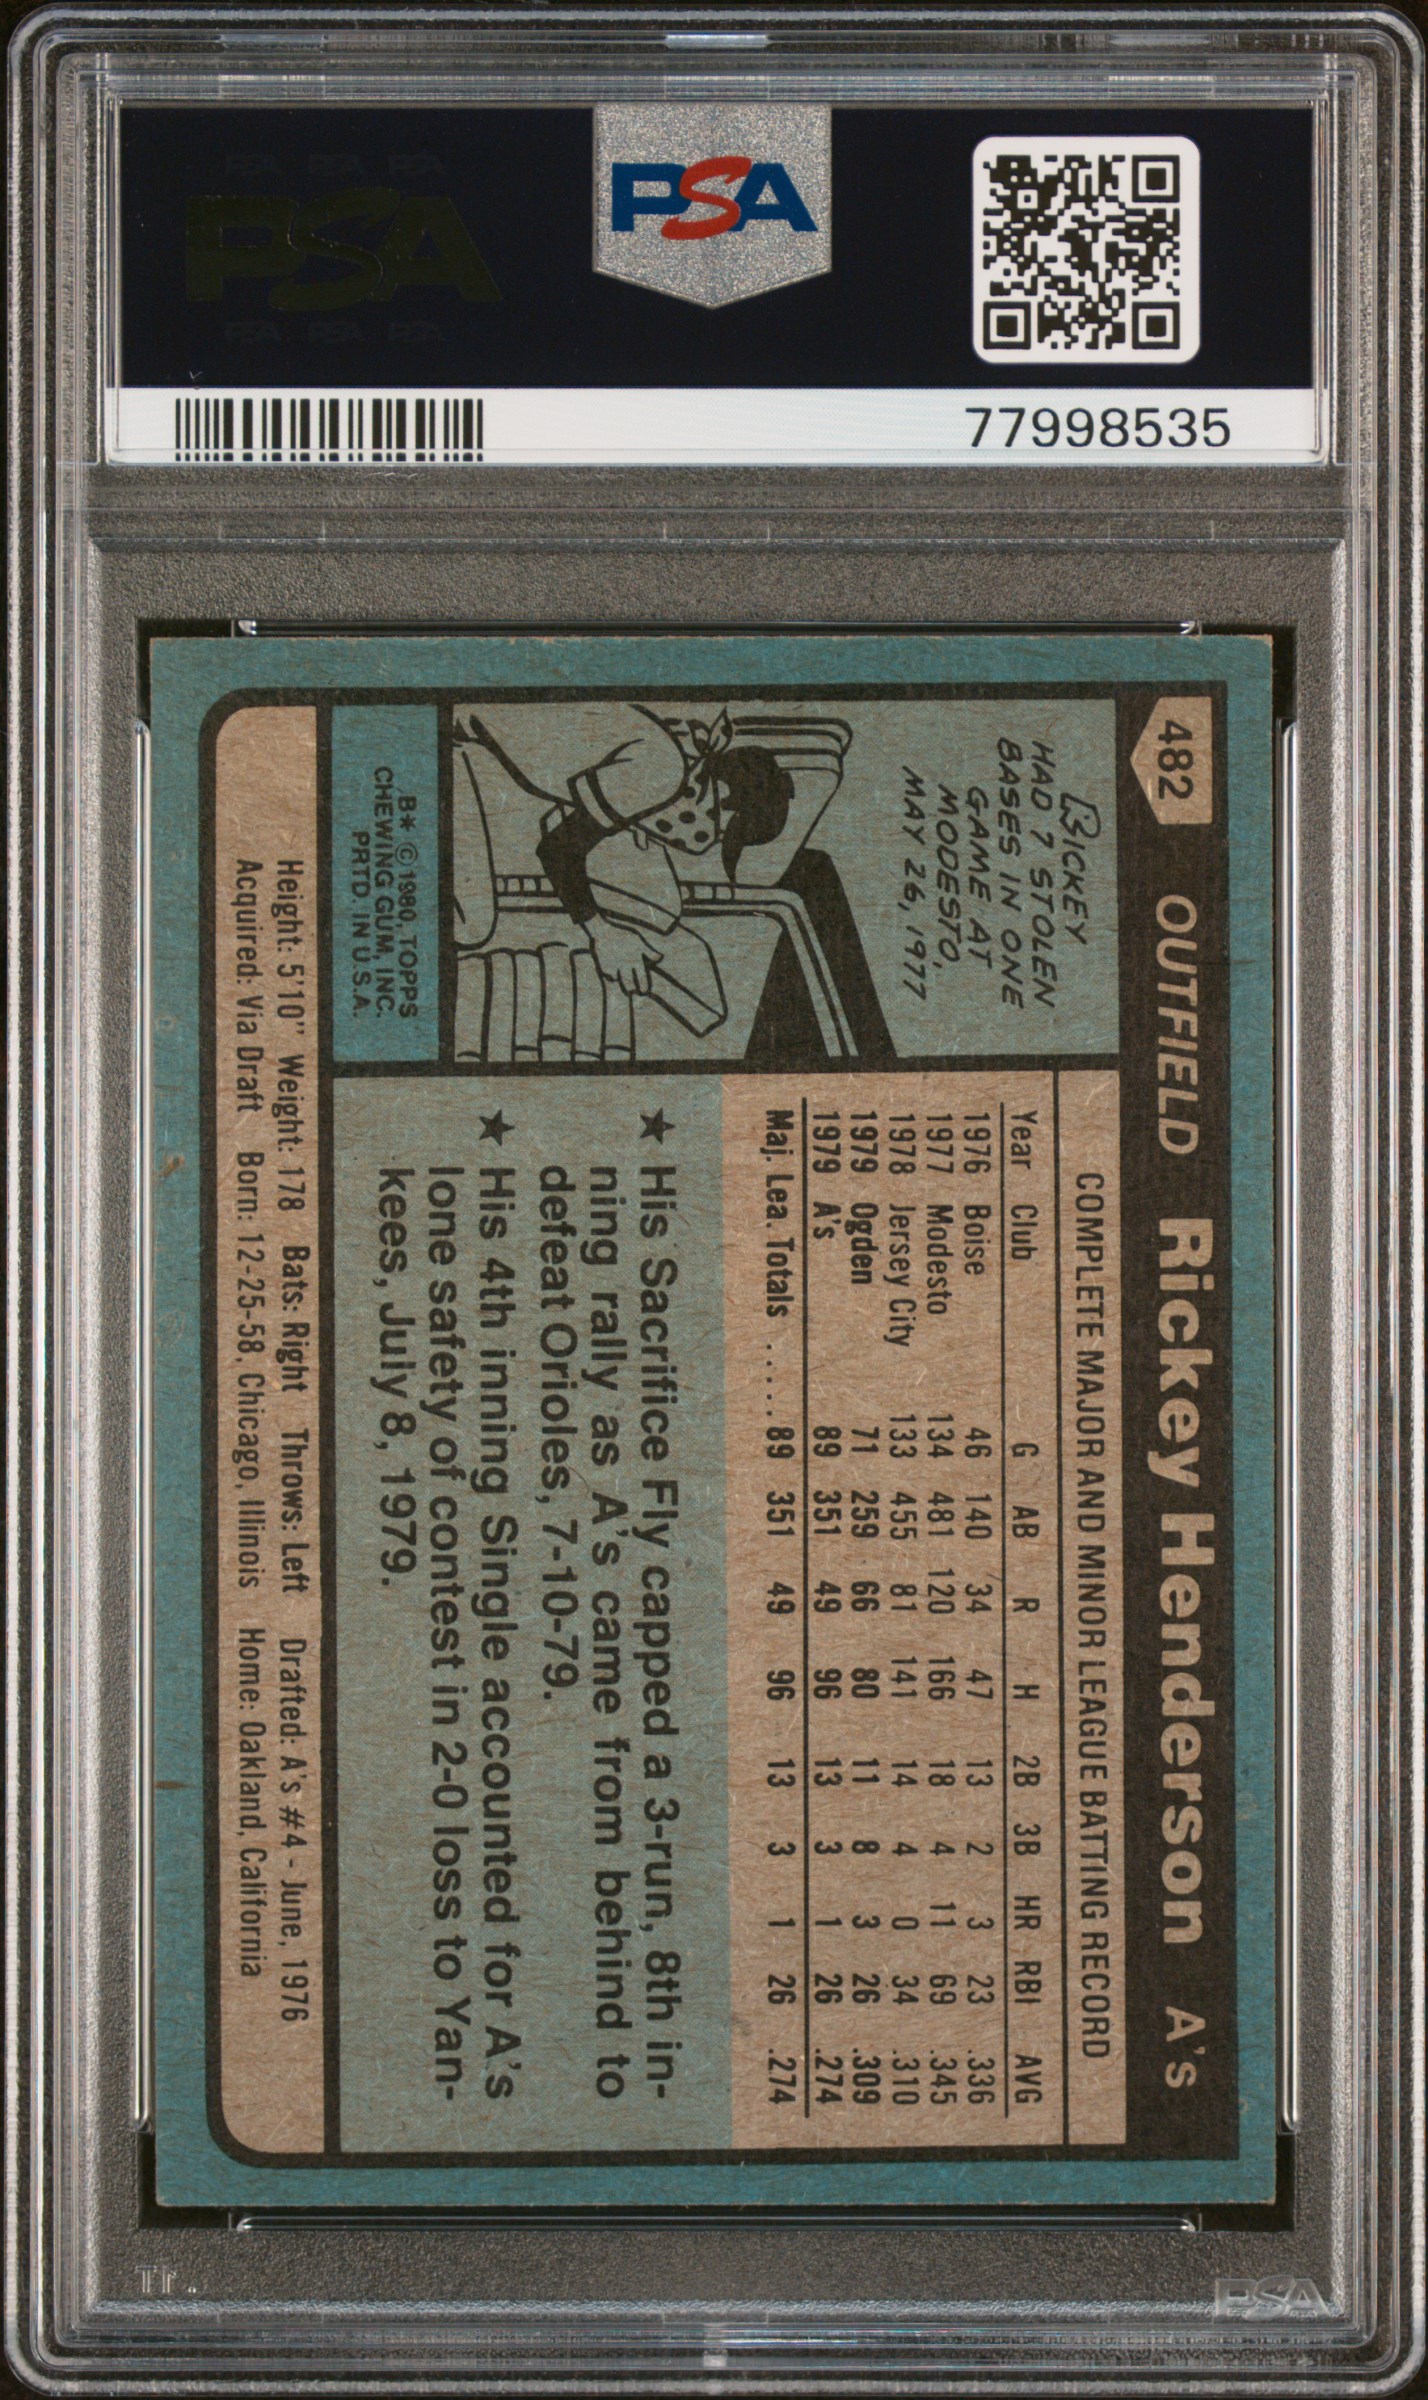 PSA PSA PSA
PSA
PSA PSA PSA
PSA
77998535
482 OUTFIELD Rickey Henderson A's
RICKEY
HAD 7 STOLEN
BASES IN ONE
GAME AT
MODESTO,
MAY 26, 1977
B* © 1980, TOPPS
CHEWING GUM, INC.
PRTD. IN U.S.A.
COMPLETE MAJOR AND MINOR LEAGUE BATTING RECORD
Year Club G AB R H 2B 3B HR RBI AVG
1976 Boise 46 140 34 47 13 2 3 23 .336
1977 Modesto 134 481 120 166 18 4 11 69 .345
1978 Jersey City 133 455 81 141 14 4 0 34 .310
1979 Ogden 71 259 66 80 11 8 3 26 .309
1979 A's 89 351 49 96 13 3 1 26 .274
Maj. Lea. Totals ..... 89 351 49 96 13 3 1 26 .274
★ His Sacrifice Fly capped a 3-run, 8th in-
ning rally as A's came from behind to
defeat Orioles, 7-10-79.
★ His 4th inning Single accounted for A's
lone safety of contest in 2-0 loss to Yan-
kees, July 8, 1979.
Height: 5'10" Weight: 178 Bats: Right Throws: Left Drafted: A's #4 - June, 1976
Acquired: Via Draft Born: 12-25-58, Chicago, Illinois Home: Oakland, California
PSA